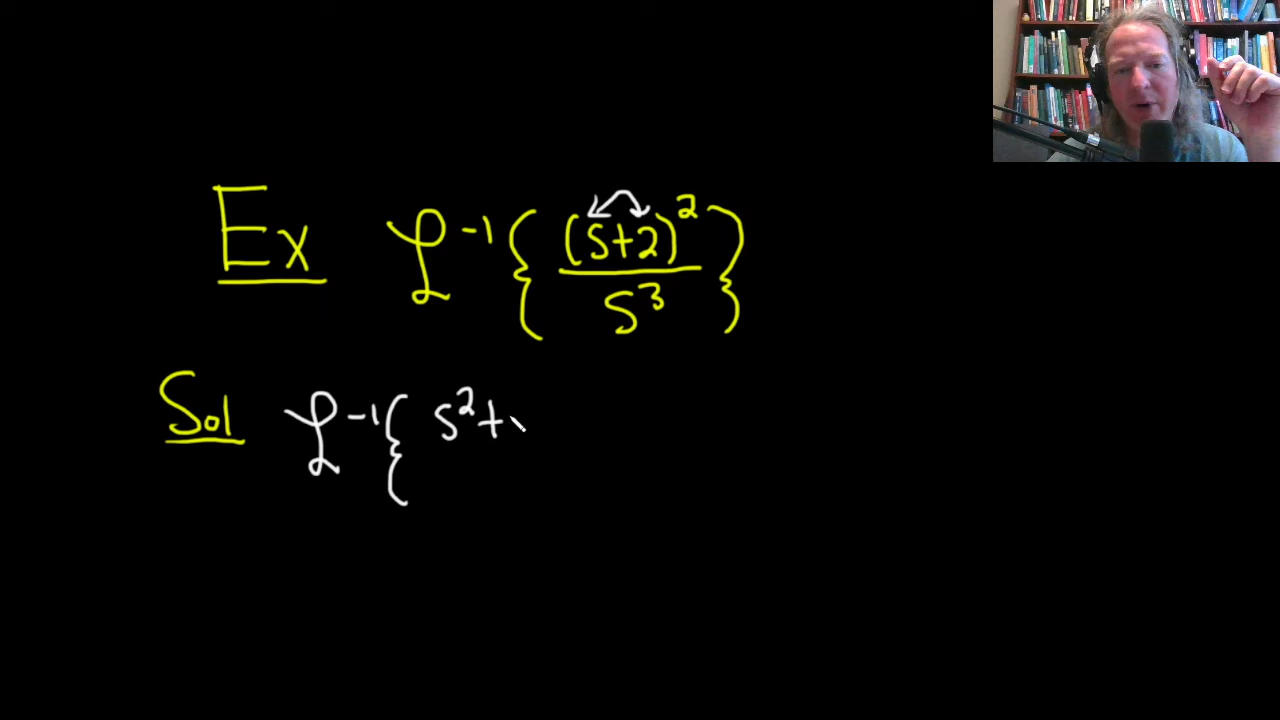 Ex ℒ⁻¹{ (s+2)² / s³ }
Sol ℒ⁻¹{ s² +